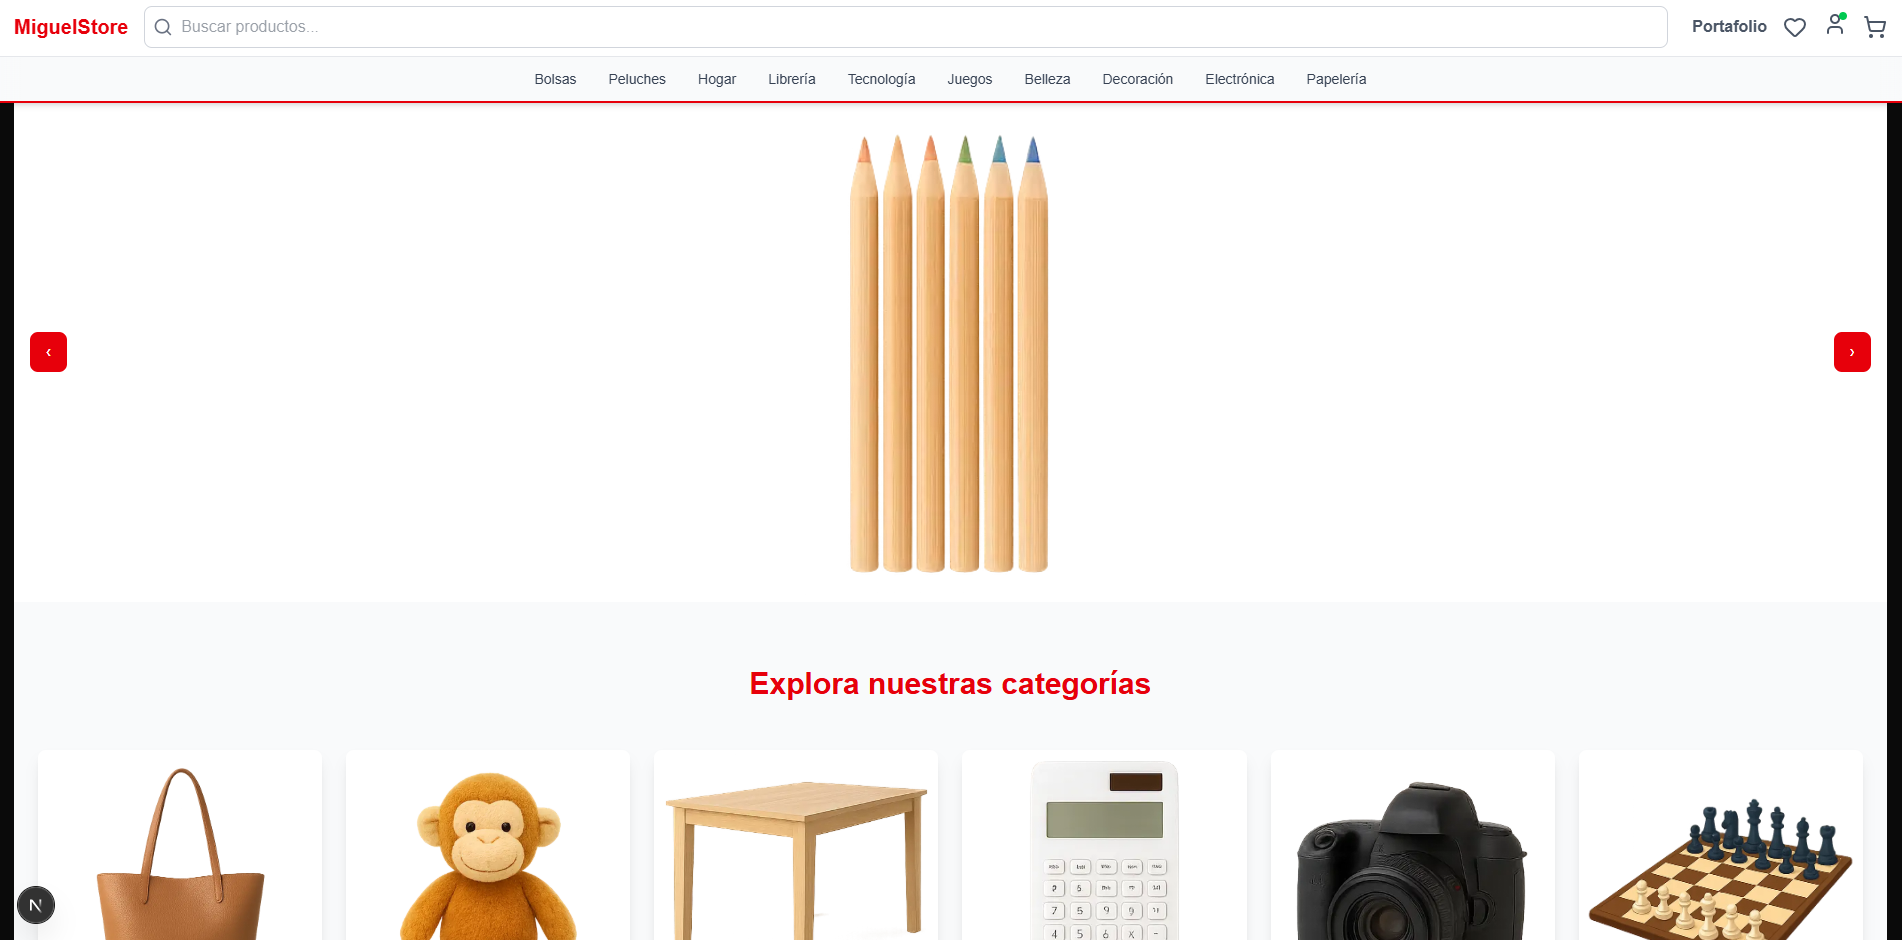 MiguelStore
Buscar productos...
Portafolio
Bolsas Peluches Hogar Librería Tecnología Juegos Belleza Decoración Electrónica Papelería
‹
›
Explora nuestras categorías
N